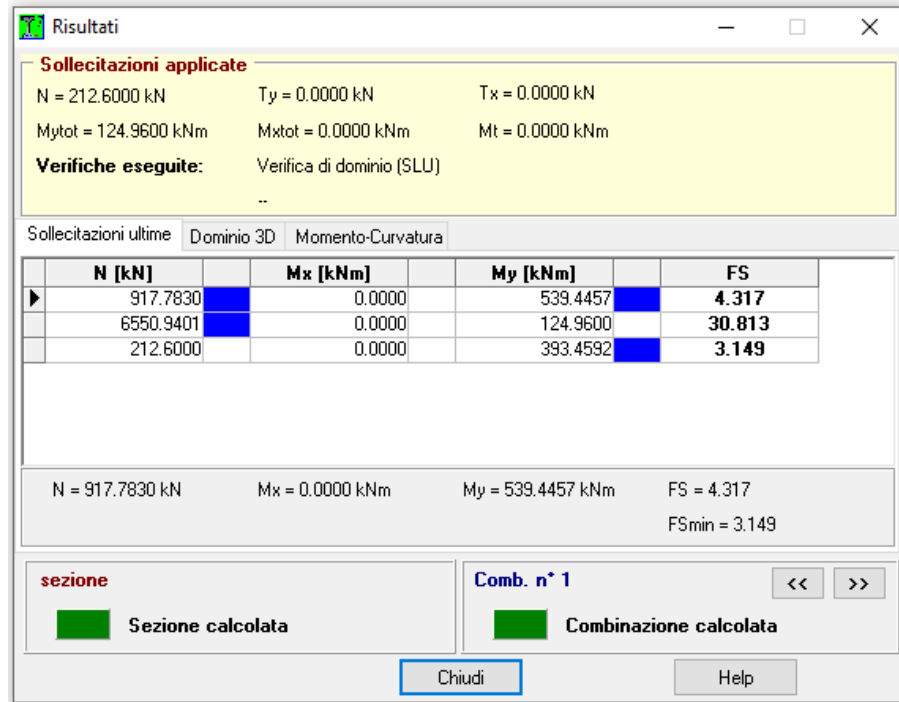 Risultati
Sollecitazioni applicate
N = 212.6000 kN Ty = 0.0000 kN Tx = 0.0000 kN
Mytot = 124.9600 kNm Mxtot = 0.0000 kNm Mt = 0.0000 kNm
Verifiche eseguite: Verifica di dominio (SLU)
--
Sollecitazioni ultime Dominio 3D Momento-Curvatura
N [kN] Mx [kNm] My [kNm] FS
917.7830 0.0000 539.4457 4.317
6550.9401 0.0000 124.9600 30.813
212.6000 0.0000 393.4592 3.149
N = 917.7830 kN Mx = 0.0000 kNm My = 539.4457 kNm FS = 4.317
FSmin = 3.149
sezione Comb. n° 1 << >>
Sezione calcolata Combinazione calcolata
Chiudi Help